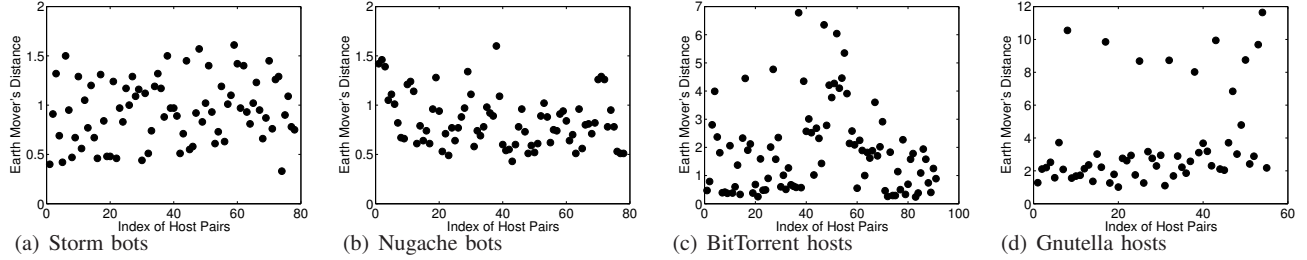 2
1.5
1
0.5
0
0 20 40 60 80
Earth Mover's Distance
Index of Host Pairs
(a) Storm bots
2
1.5
1
0.5
0
0 20 40 60 80
Earth Mover's Distance
Index of Host Pairs
(b) Nugache bots
7
6
5
4
3
2
1
0
0 20 40 60 80 100
Earth Mover's Distance
Index of Host Pairs
(c) BitTorrent hosts
12
10
8
6
4
2
0
0 20 40 60
Earth Mover's Distance
Index of Host Pairs
(d) Gnutella hosts